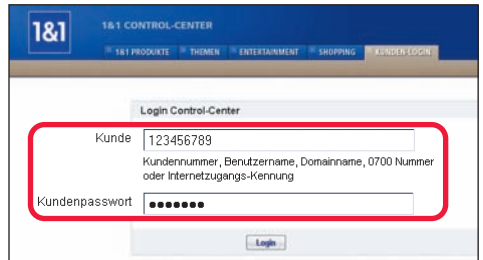 1&1
1&1 CONTROL-CENTER
1&1 PRODUKTE THEMEN ENTERTAINMENT SHOPPING KUNDEN-LOGIN
Login Control-Center
Kunde 123456789
Kundennummer, Benutzername, Domainname, 0700 Nummer
oder Internetzugangs-Kennung
Kundenpasswort ●●●●●●●
Login